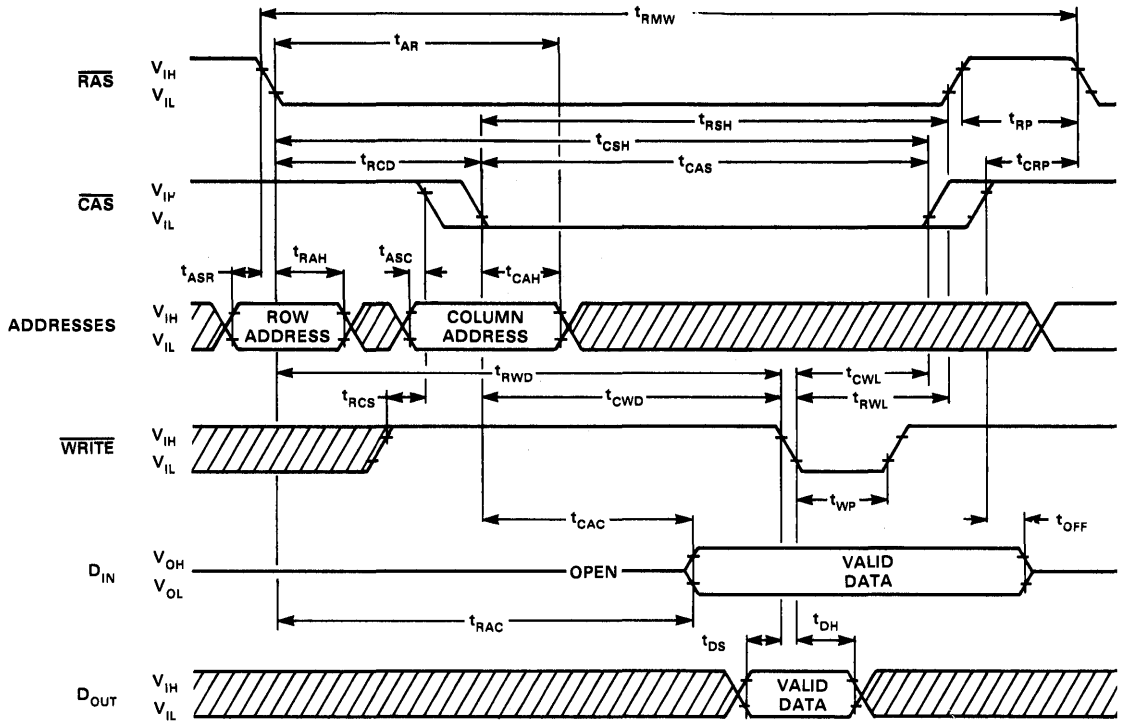 tRMW
tAR
RAS
VIH
VIL
tRSH
tRP
tCSH
tRCD
tCAS
tCRP
CAS
VIH
VIL
tASR
tRAH
tASC
tCAH
ADDRESSES
VIH
VIL
ROW
ADDRESS
COLUMN
ADDRESS
tRWD
tCWL
tRCS
tCWD
tRWL
WRITE
VIH
VIL
tWP
tCAC
tOFF
DIN
VOH
VOL
OPEN
VALID
DATA
tRAC
tDS
tDH
DOUT
VIH
VIL
VALID
DATA